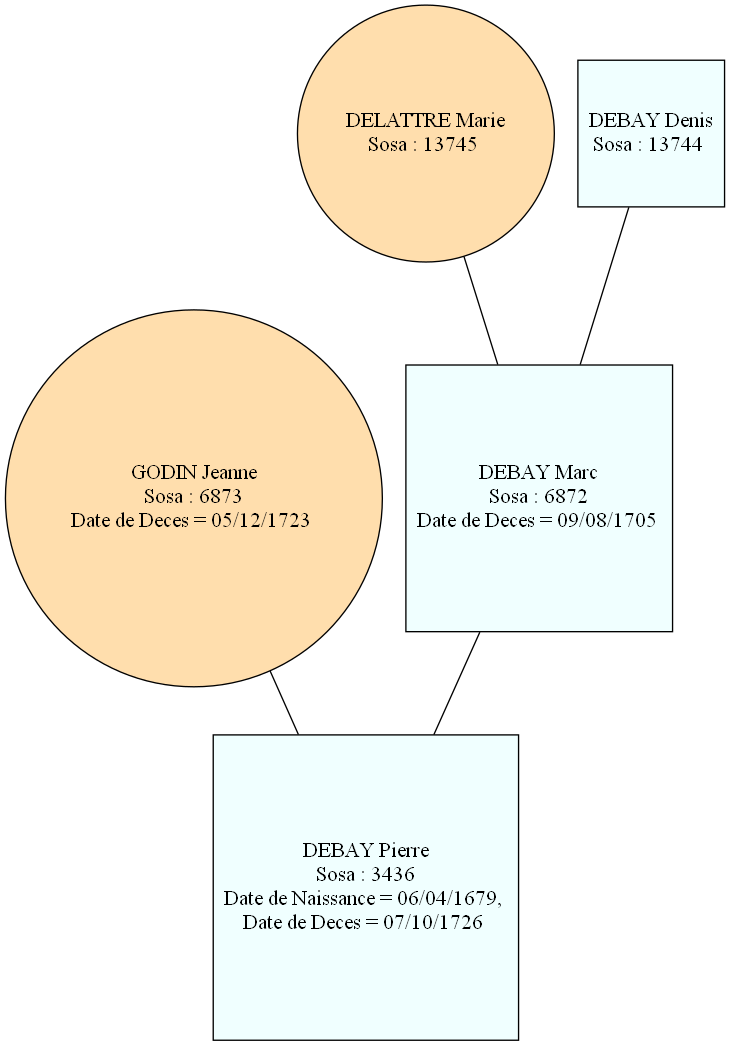 DELATTRE Marie
Sosa : 13745
DEBAY Denis
Sosa : 13744
GODIN Jeanne
Sosa : 6873
Date de Deces = 05/12/1723
DEBAY Marc
Sosa : 6872
Date de Deces = 09/08/1705
DEBAY Pierre
Sosa : 3436
Date de Naissance = 06/04/1679,
Date de Deces = 07/10/1726